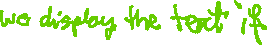 we display the text if